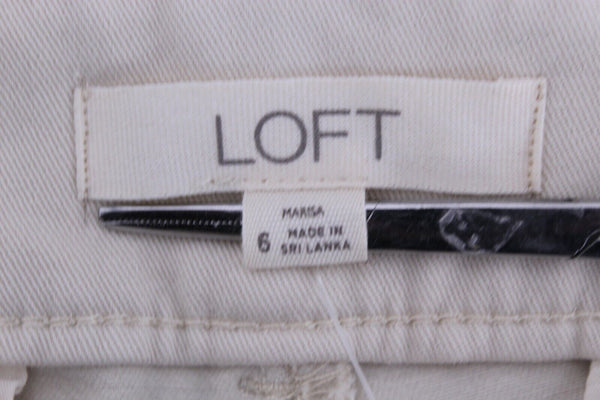 LOFT
MARISA
6 MADE IN
SRI LANKA